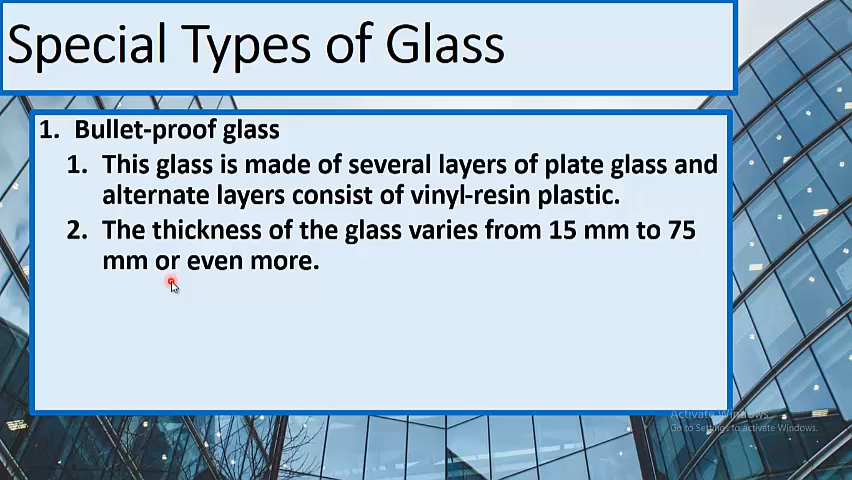 Special Types of Glass
1. Bullet-proof glass
1. This glass is made of several layers of plate glass and
alternate layers consist of vinyl-resin plastic.
2. The thickness of the glass varies from 15 mm to 75
mm or even more.
Activate Windows
Go to Settings to activate Windows.